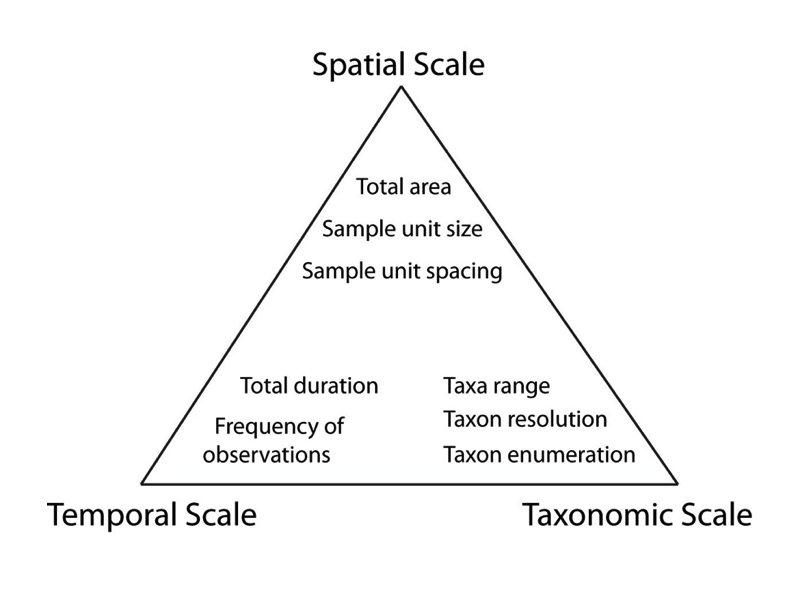 Spatial Scale
Total area
Sample unit size
Sample unit spacing
Total duration
Frequency of
observations
Taxa range
Taxon resolution
Taxon enumeration
Temporal Scale
Taxonomic Scale